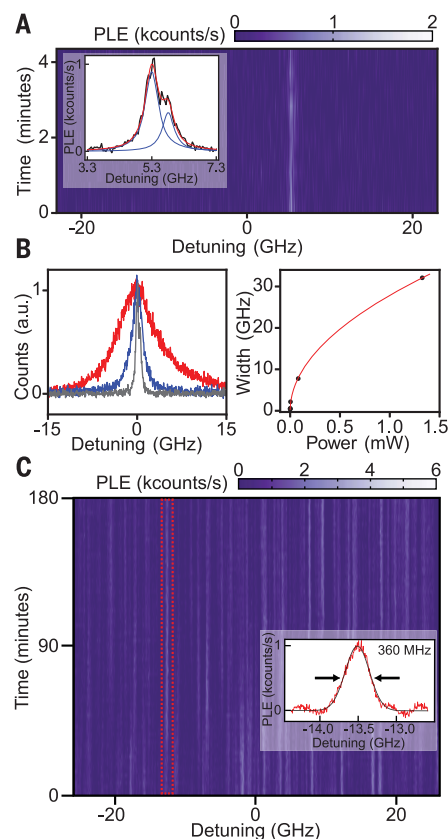 A
PLE (kcounts/s)
0 1 2
Time (minutes)
4
2
0
PLE (kcounts/s)
1
0
3.3 5.3 7.3
Detuning (GHz)
-20 0 20
Detuning (GHz)
B
Counts (a.u.)
1
0
-15 0 15
Detuning (GHz)
Width (GHz)
30
20
10
0
0.0 0.5 1.0 1.5
Power (mW)
C
PLE (kcounts/s)
0 2 4 6
Time (minutes)
180
90
0
PLE (kcounts/s)
1
0
360 MHz
-14.0 -13.5 -13.0
Detuning (GHz)
-20 0 20
Detuning (GHz)